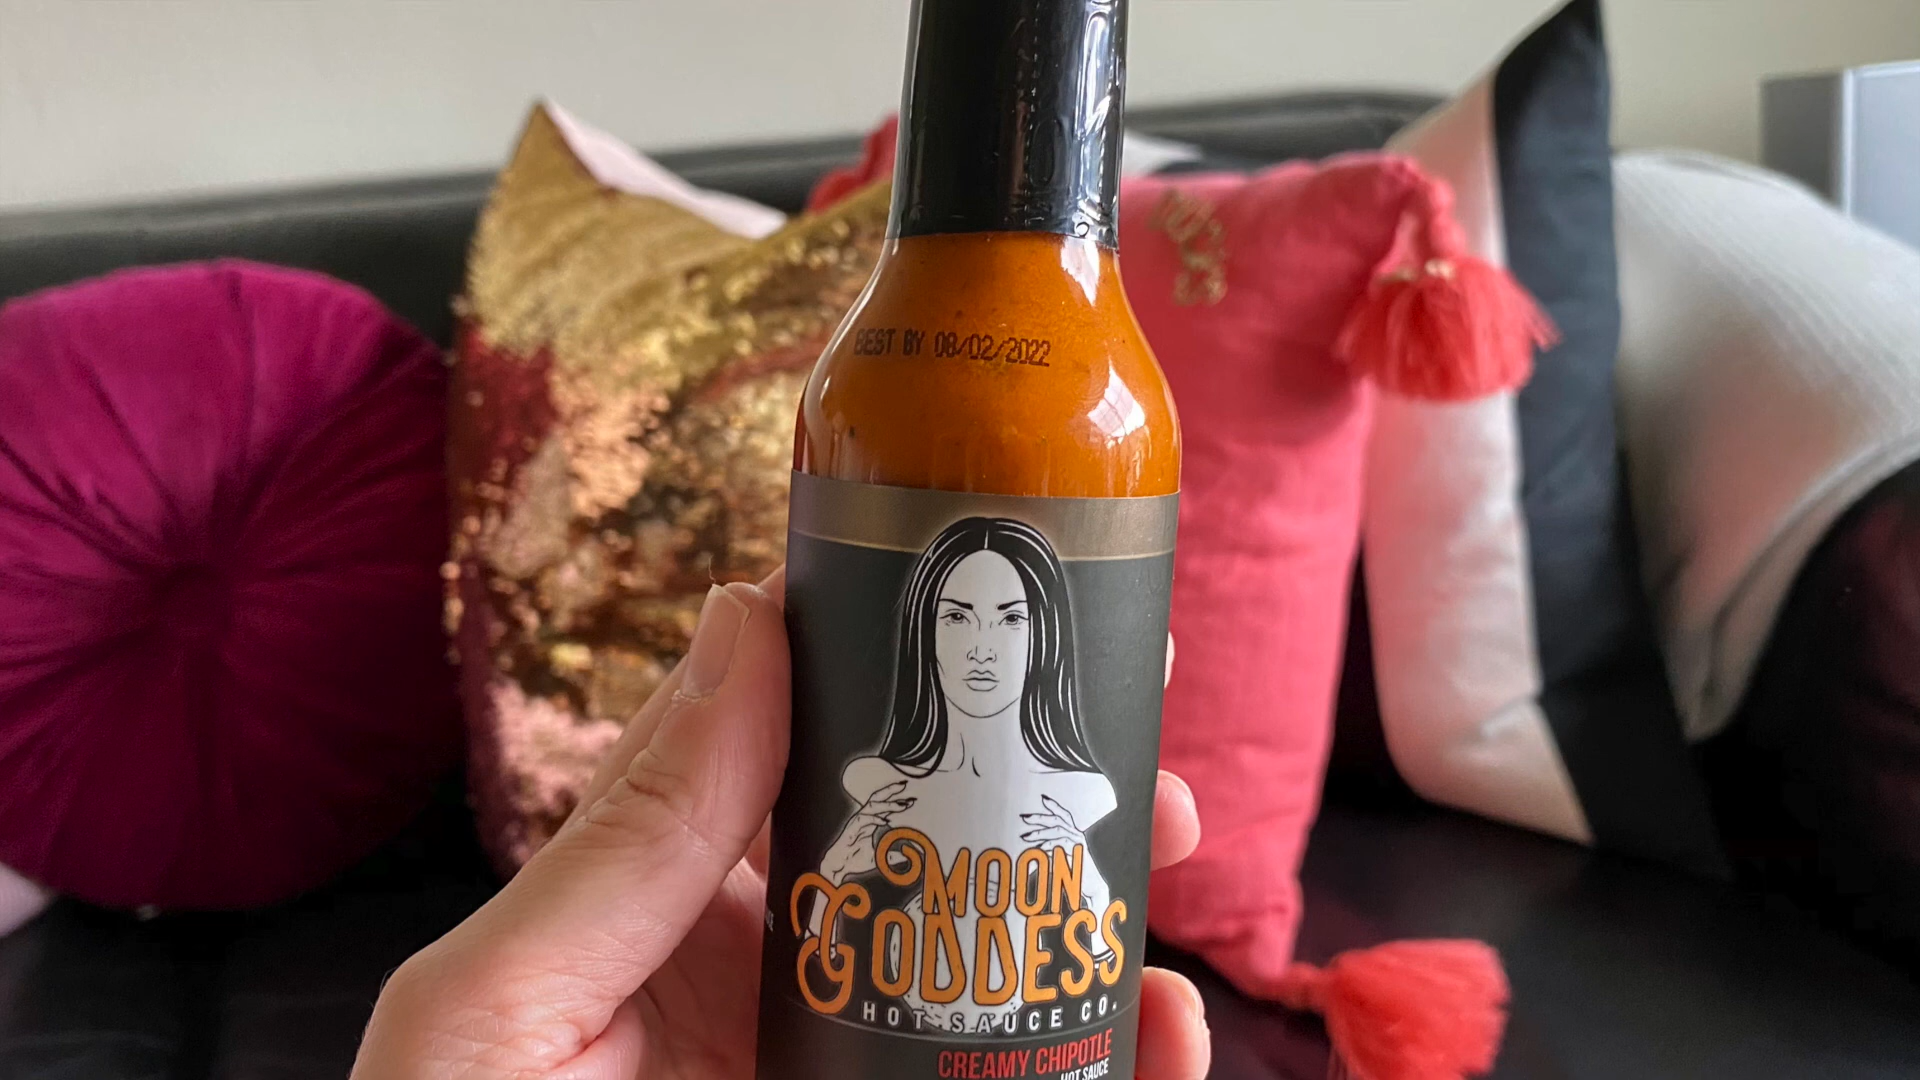 BEST BY 08/02/2022
MOON
GODDESS
HOT SAUCE CO.
CREAMY CHIPOTLE
HOT SAUCE